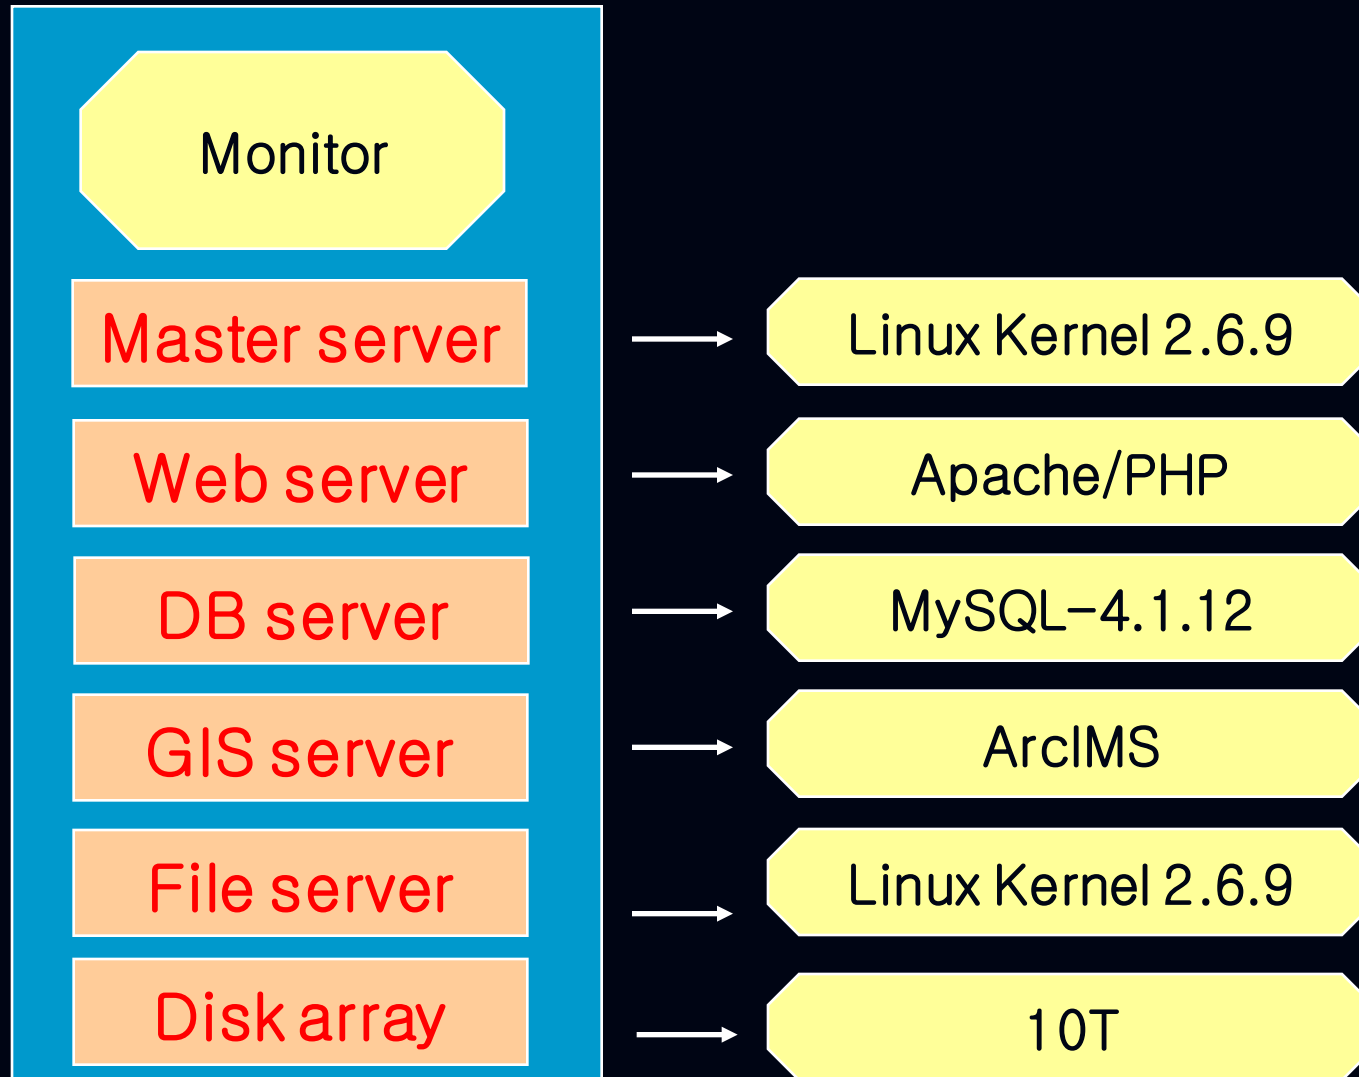 Monitor
Master server
Linux Kernel 2.6.9
Web server
Apache/PHP
DB server
MySQL-4.1.12
GIS server
ArcIMS
File server
Linux Kernel 2.6.9
Disk array
10T